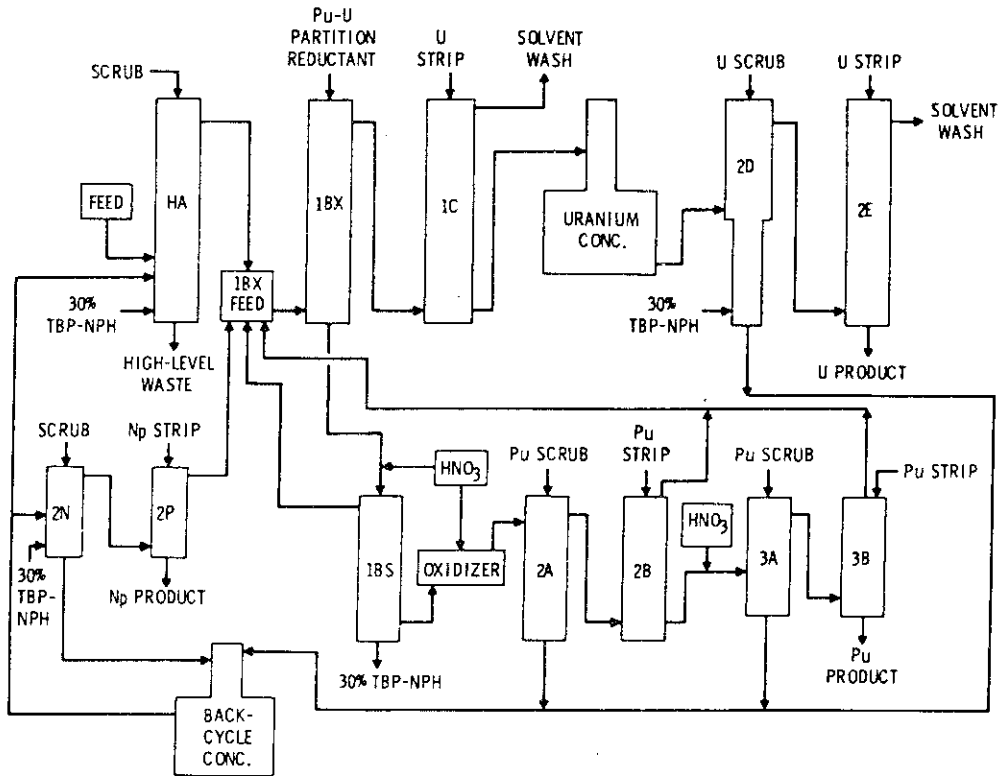 Pu-U
PARTITION
REDUCTANT
U
STRIP
SOLVENT
WASH
SCRUB
U SCRUB
U STRIP
SOLVENT
WASH
HA
1BX
1C
2D
2E
FEED
URANIUM
CONC.
1BX
FEED
30%
TBP-NPH
30%
TBP-NPH
HIGH-LEVEL
WASTE
U PRODUCT
SCRUB
Np STRIP
HNO3
Pu SCRUB
Pu
STRIP
Pu SCRUB
Pu STRIP
HNO3
2N
2P
1BS
OXIDIZER
2A
2B
3A
3B
30%
TBP-
NPH
Np PRODUCT
30% TBP-NPH
Pu
PRODUCT
BACK-
CYCLE
CONC.